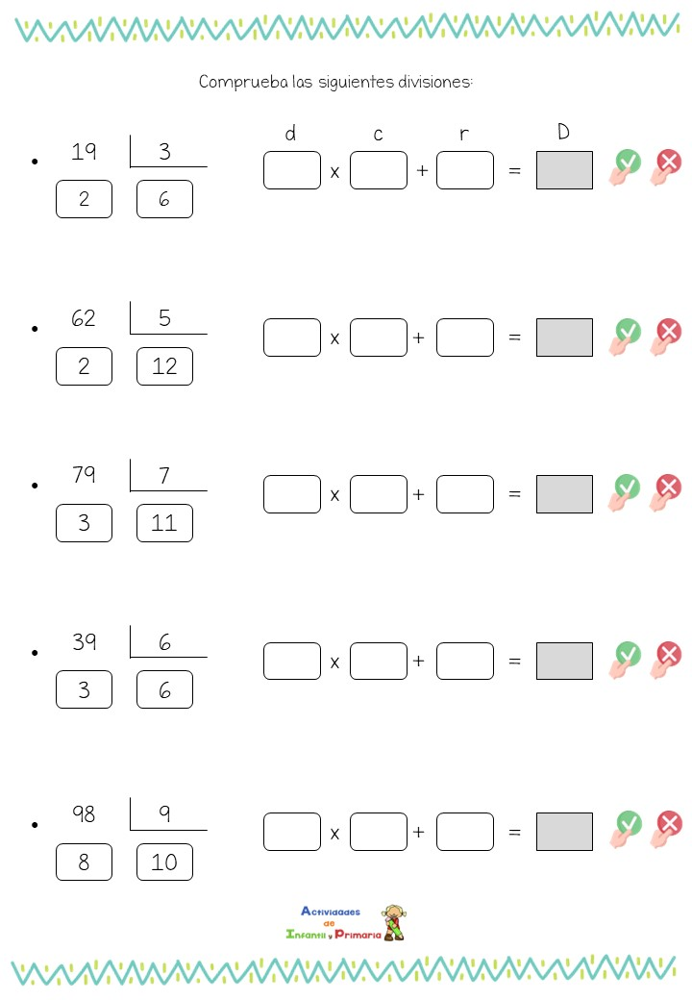 Comprueba las siguientes divisiones:
d c r D
• 19 3 x + =
2 6
• 62 5 x + =
2 12
• 79 7 x + =
3 11
• 39 6 x + =
3 6
• 98 9 x + =
8 10
Actividades
de
Infantil y Primaria